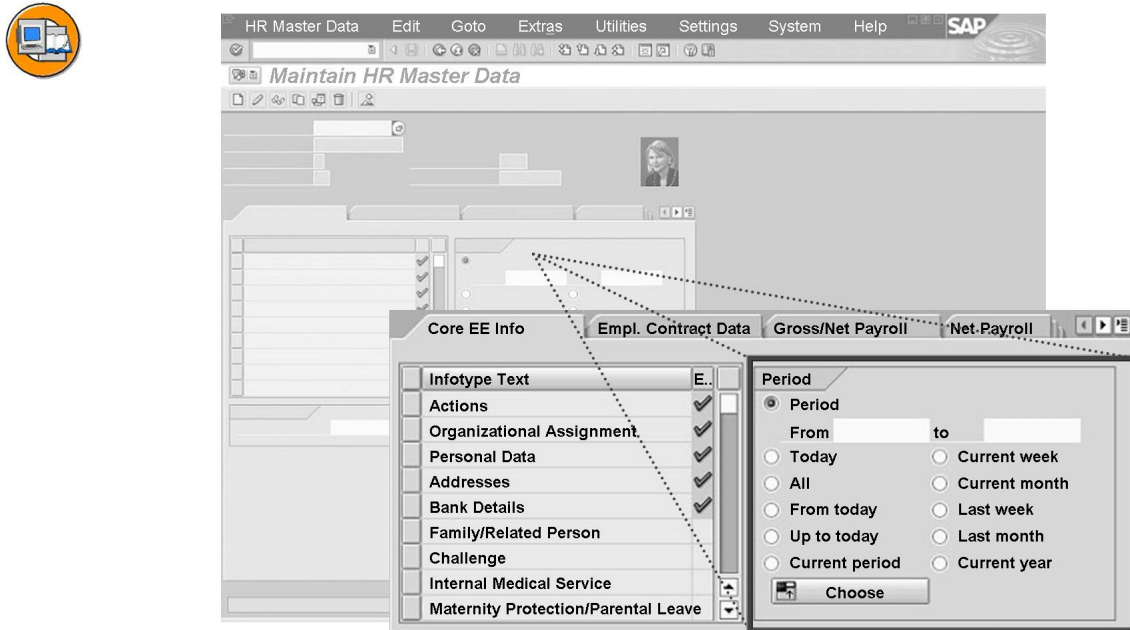 HR Master Data Edit Goto Extras Utilities Settings System Help SAP
Maintain HR Master Data
Core EE Info Empl. Contract Data Gross/Net Payroll Net Payroll
Infotype Text E..
Actions
Organizational Assignment
Personal Data
Addresses
Bank Details
Family/Related Person
Challenge
Internal Medical Service
Maternity Protection/Parental Leave
Period
Period
From to
Today Current week
All Current month
From today Last week
Up to today Last month
Current period Current year
Choose